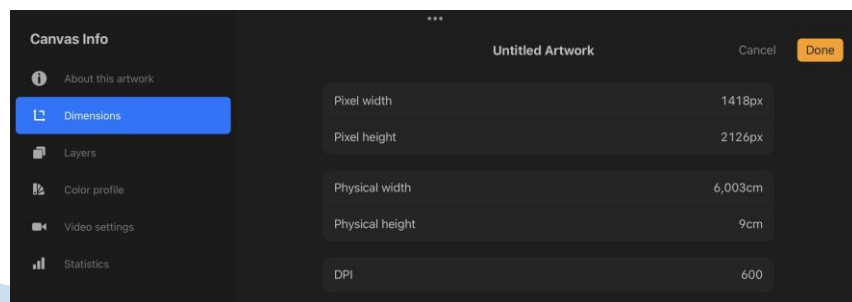 Canvas Info
Untitled Artwork Cancel Done
About this artwork
Dimensions
Layers
Color profile
Video settings
Statistics
Pixel width 1418px
Pixel height 2126px
Physical width 6,003cm
Physical height 9cm
DPI 600